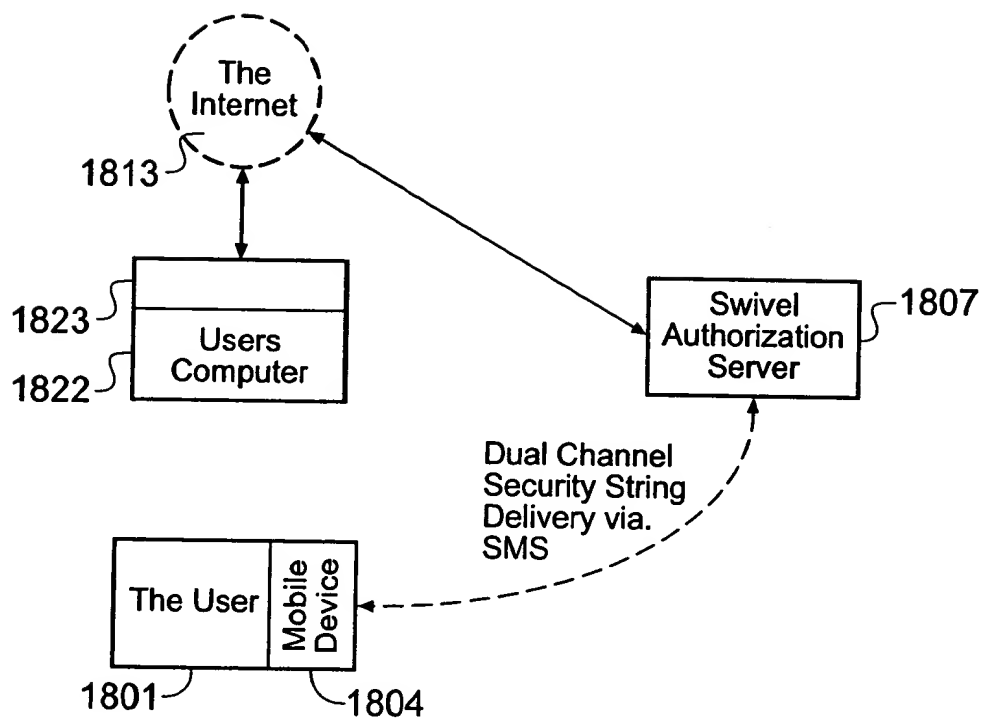 The
Internet
1813
1823
Users
Computer
1822
Swivel
Authorization
Server
1807
Dual Channel
Security String
Delivery via.
SMS
The User
Mobile
Device
1801
1804